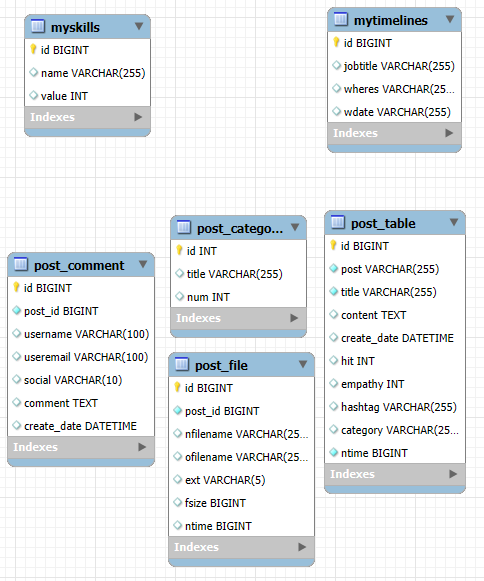 myskills
id BIGINT
name VARCHAR(255)
value INT
Indexes
mytimelines
id BIGINT
jobtitle VARCHAR(255)
wheres VARCHAR(25...
wdate VARCHAR(255)
Indexes
post_catego...
id INT
title VARCHAR(255)
num INT
Indexes
post_table
id BIGINT
post VARCHAR(255)
title VARCHAR(255)
content TEXT
create_date DATETIME
hit INT
empathy INT
hashtag VARCHAR(255)
category VARCHAR(25...
ntime BIGINT
Indexes
post_comment
id BIGINT
post_id BIGINT
username VARCHAR(100)
useremail VARCHAR(100)
social VARCHAR(10)
comment TEXT
create_date DATETIME
Indexes
post_file
id BIGINT
post_id BIGINT
nfilename VARCHAR(25...
ofilename VARCHAR(25...
ext VARCHAR(5)
fsize BIGINT
ntime BIGINT
Indexes